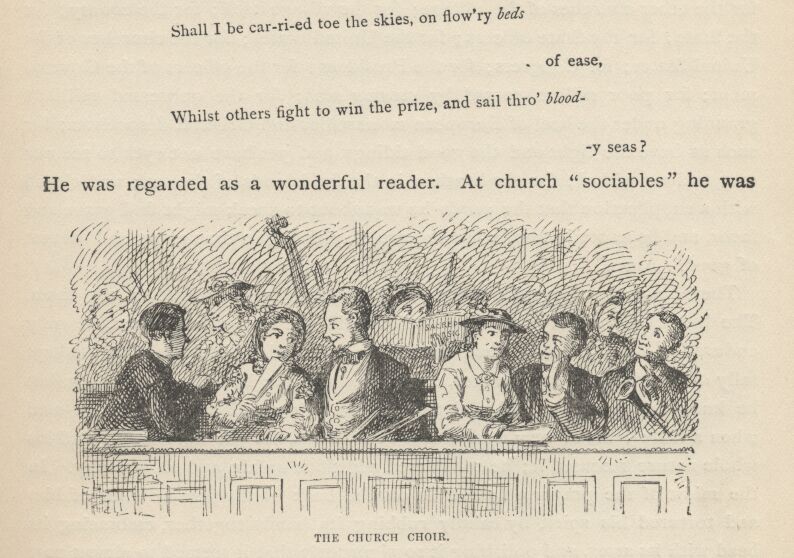 Shall I be car-ri-ed toe the skies, on flow'ry beds
of ease,
Whilst others fight to win the prize, and sail thro' blood-
-y seas?
He was regarded as a wonderful reader. At church "sociables" he was
SACRED
THE CHURCH CHOIR.